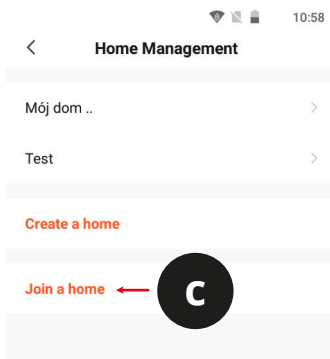 10:58
Home Management
Mój dom ..
Test
Create a home
Join a home
C